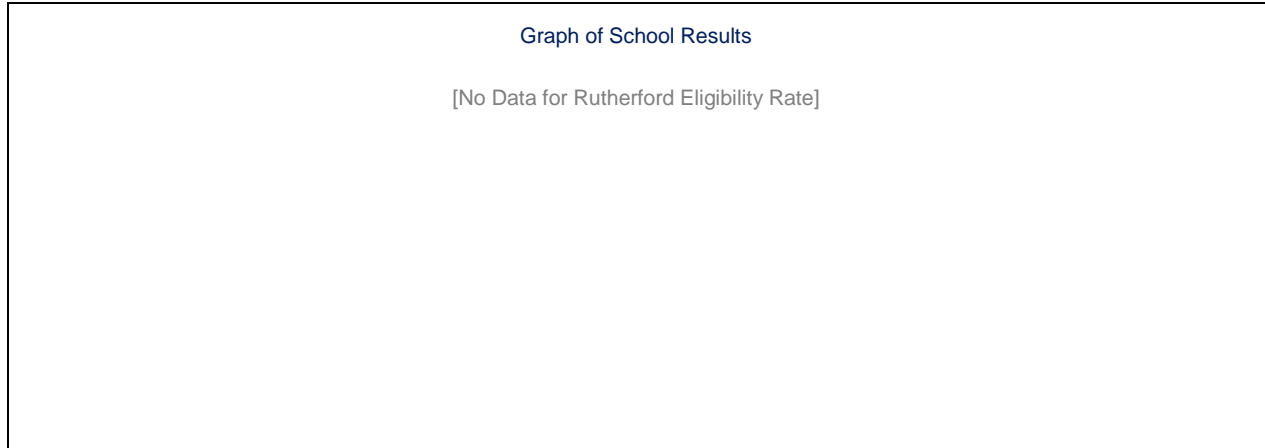 Graph of School Results
[No Data for Rutherford Eligibility Rate]